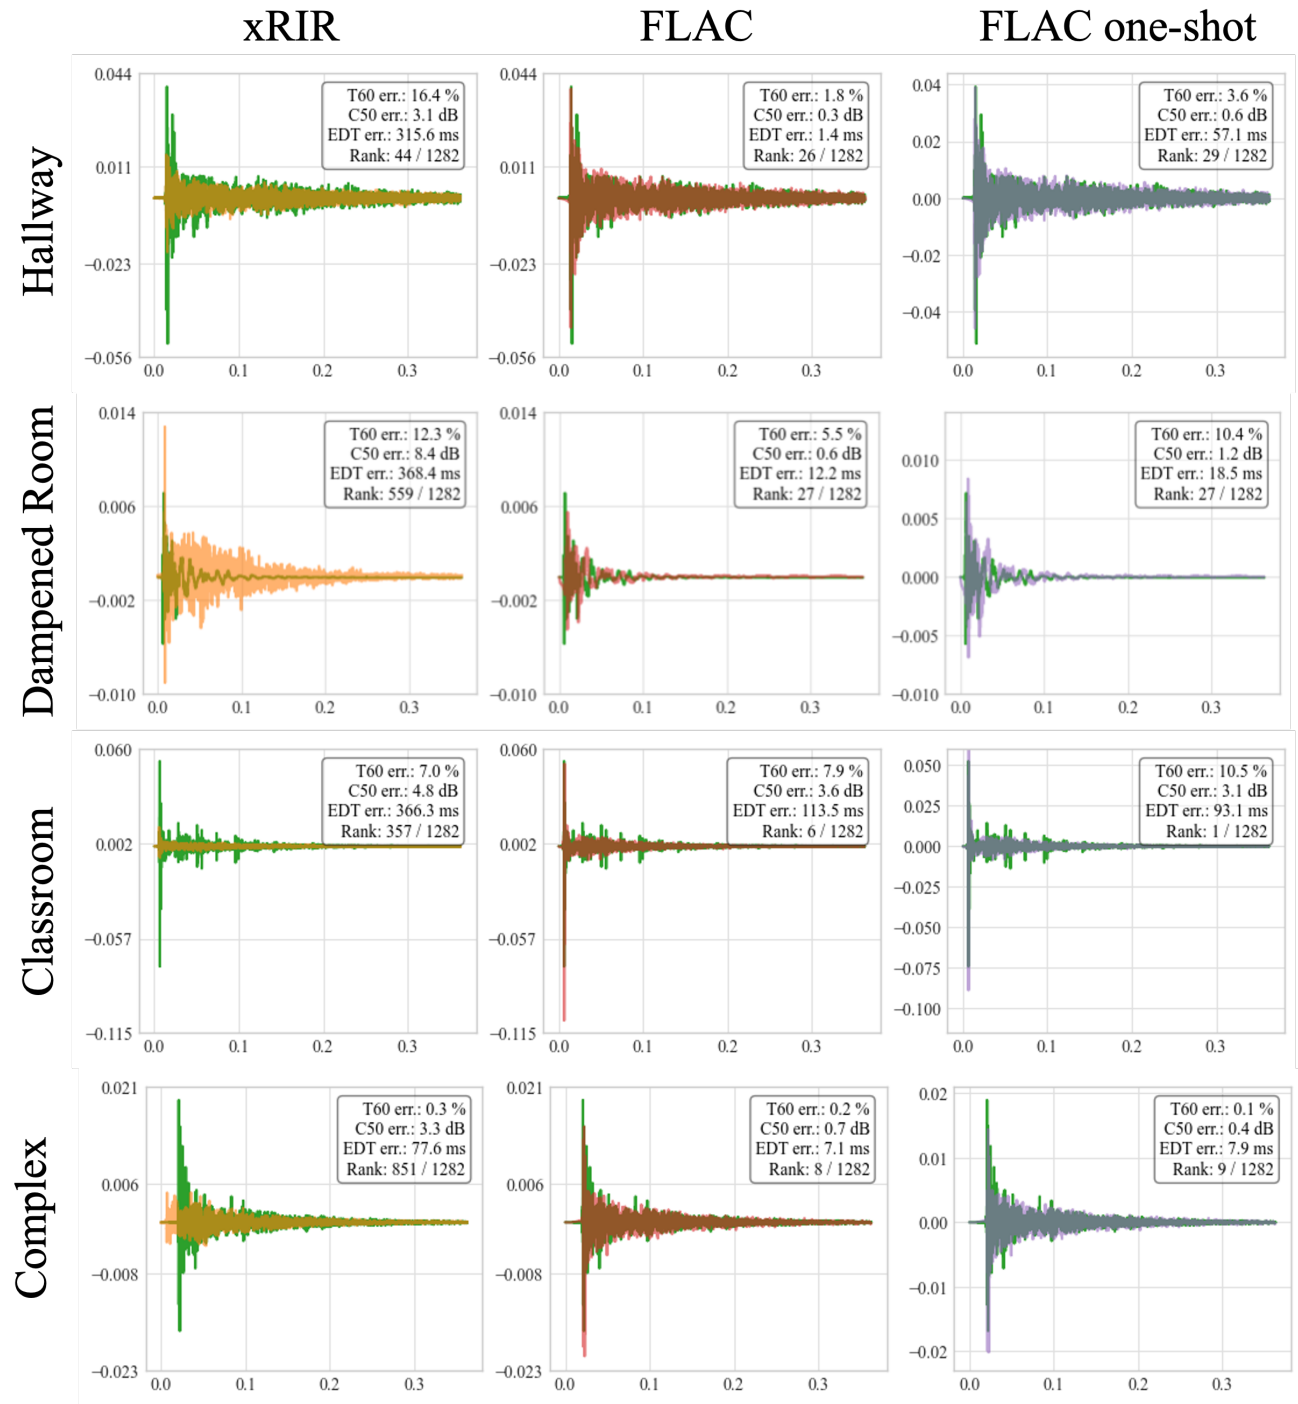 xRIR FLAC FLAC one-shot
Hallway
0.044
0.011
−0.023
−0.056
0.0 0.1 0.2 0.3
T60 err.: 16.4 %
C50 err.: 3.1 dB
EDT err.: 315.6 ms
Rank: 44 / 1282
0.044
0.011
−0.023
−0.056
0.0 0.1 0.2 0.3
T60 err.: 1.8 %
C50 err.: 0.3 dB
EDT err.: 1.4 ms
Rank: 26 / 1282
0.04
0.02
0.00
−0.02
−0.04
0.0 0.1 0.2 0.3
T60 err.: 3.6 %
C50 err.: 0.6 dB
EDT err.: 57.1 ms
Rank: 29 / 1282
Dampened Room
0.014
0.006
−0.002
−0.010
0.0 0.1 0.2 0.3
T60 err.: 12.3 %
C50 err.: 8.4 dB
EDT err.: 368.4 ms
Rank: 559 / 1282
0.014
0.006
−0.002
−0.010
0.0 0.1 0.2 0.3
T60 err.: 5.5 %
C50 err.: 0.6 dB
EDT err.: 12.2 ms
Rank: 27 / 1282
0.010
0.005
0.000
−0.005
−0.010
0.0 0.1 0.2 0.3
T60 err.: 10.4 %
C50 err.: 1.2 dB
EDT err.: 18.5 ms
Rank: 27 / 1282
Classroom
0.060
0.002
−0.057
−0.115
0.0 0.1 0.2 0.3
T60 err.: 7.0 %
C50 err.: 4.8 dB
EDT err.: 366.3 ms
Rank: 357 / 1282
0.060
0.002
−0.057
−0.115
0.0 0.1 0.2 0.3
T60 err.: 7.9 %
C50 err.: 3.6 dB
EDT err.: 113.5 ms
Rank: 6 / 1282
0.050
0.025
0.000
−0.025
−0.050
−0.075
−0.100
0.0 0.1 0.2 0.3
T60 err.: 10.5 %
C50 err.: 3.1 dB
EDT err.: 93.1 ms
Rank: 1 / 1282
Complex
0.021
0.006
−0.008
−0.023
0.0 0.1 0.2 0.3
T60 err.: 0.3 %
C50 err.: 3.3 dB
EDT err.: 77.6 ms
Rank: 851 / 1282
0.021
0.006
−0.008
−0.023
0.0 0.1 0.2 0.3
T60 err.: 0.2 %
C50 err.: 0.7 dB
EDT err.: 7.1 ms
Rank: 8 / 1282
0.02
0.01
0.00
−0.01
−0.02
0.0 0.1 0.2 0.3
T60 err.: 0.1 %
C50 err.: 0.4 dB
EDT err.: 7.9 ms
Rank: 9 / 1282